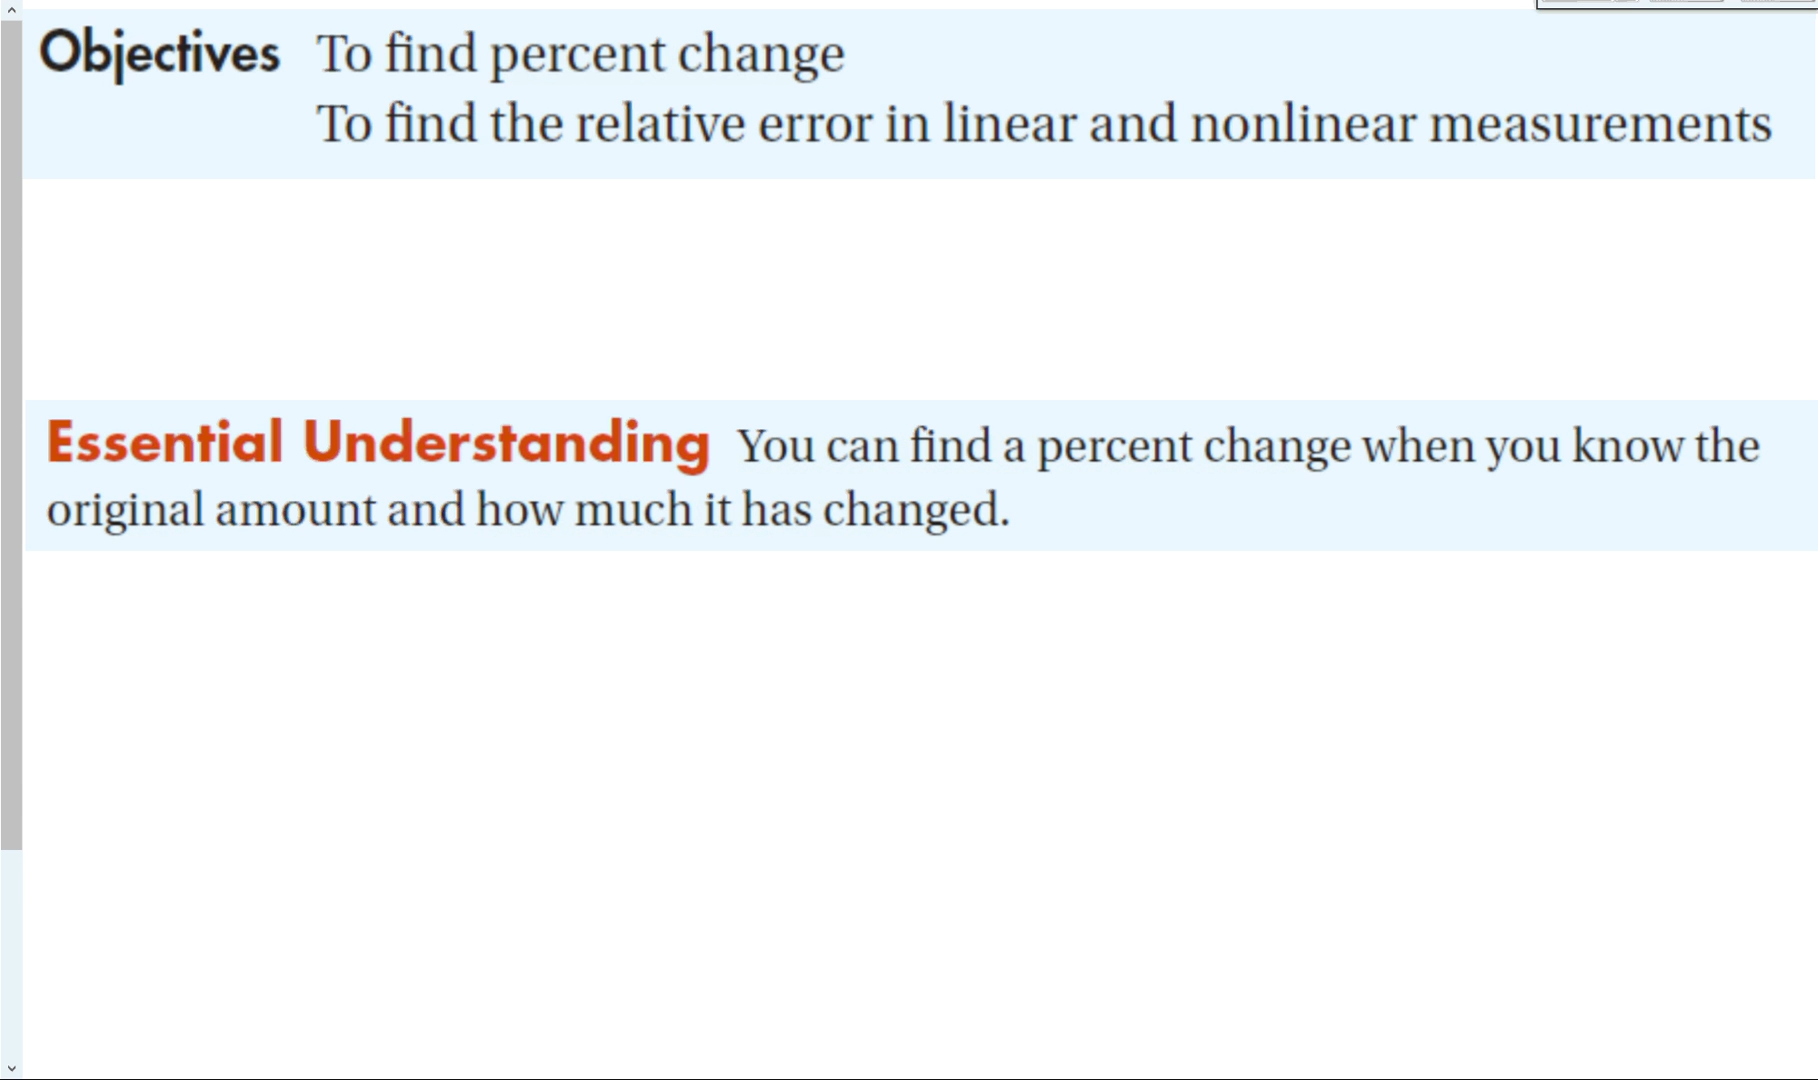 Objectives To find percent change
To find the relative error in linear and nonlinear measurements
Essential Understanding You can find a percent change when you know the
original amount and how much it has changed.